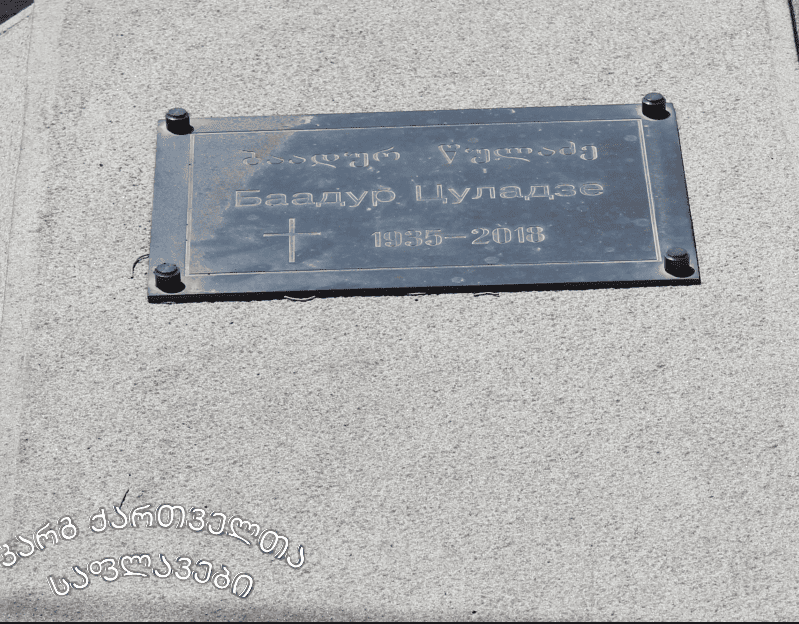 ბაადურ წულაძე
Баадур Цуладзе
1935–2018
კარგ ქართველთა
საფლავები